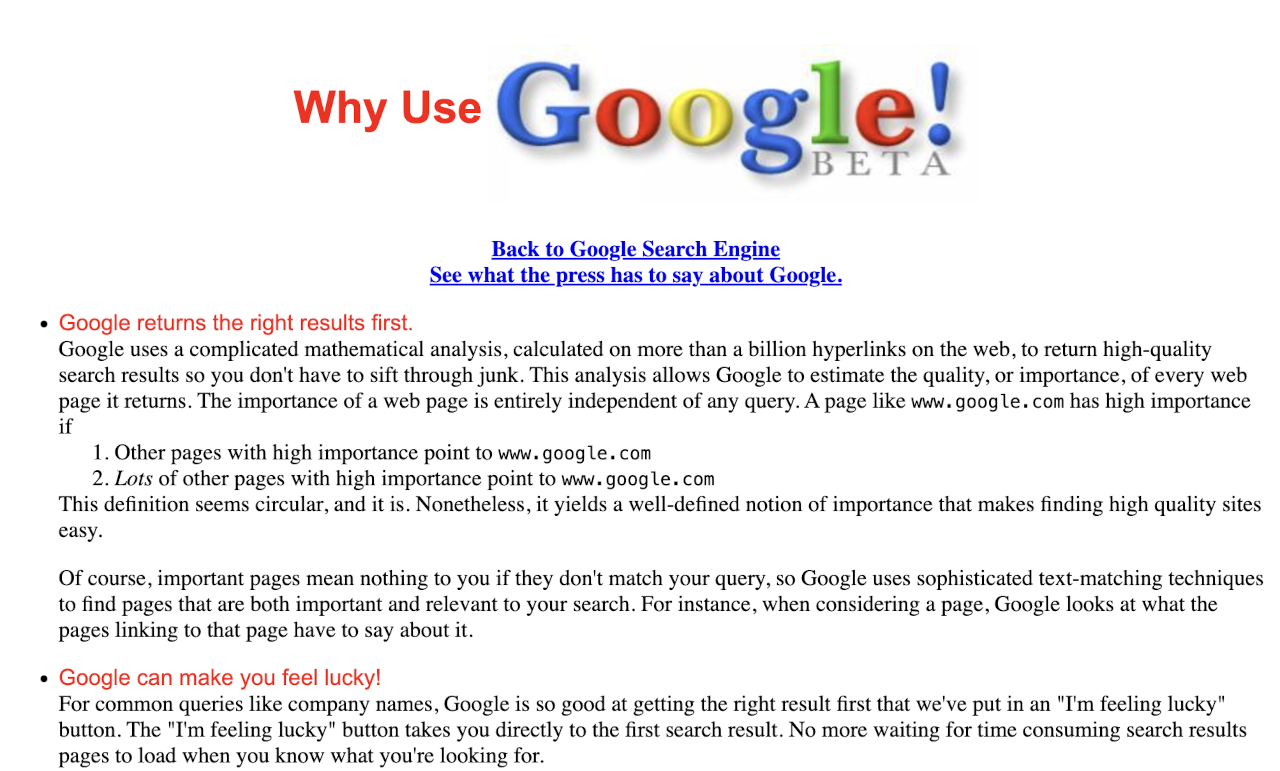 Why Use Google!
BETA
Back to Google Search Engine
See what the press has to say about Google.
• Google returns the right results first.
Google uses a complicated mathematical analysis, calculated on more than a billion hyperlinks on the web, to return high-quality
search results so you don't have to sift through junk. This analysis allows Google to estimate the quality, or importance, of every web
page it returns. The importance of a web page is entirely independent of any query. A page like www.google.com has high importance
if
1. Other pages with high importance point to www.google.com
2. Lots of other pages with high importance point to www.google.com
This definition seems circular, and it is. Nonetheless, it yields a well-defined notion of importance that makes finding high quality sites
easy.
Of course, important pages mean nothing to you if they don't match your query, so Google uses sophisticated text-matching techniques
to find pages that are both important and relevant to your search. For instance, when considering a page, Google looks at what the
pages linking to that page have to say about it.
• Google can make you feel lucky!
For common queries like company names, Google is so good at getting the right result first that we've put in an "I'm feeling lucky"
button. The "I'm feeling lucky" button takes you directly to the first search result. No more waiting for time consuming search results
pages to load when you know what you're looking for.